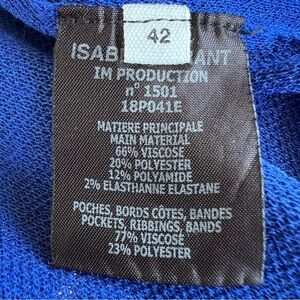 42
IM PRODUCTION
n° 1501
18P041E
MATIERE PRINCIPALE
MAIN MATERIAL
66% VISCOSE
20% POLYESTER
12% POLYAMIDE
2% ELASTHANNE ELASTANE
POCHES, BORDS CÔTES, BANDES
POCKETS, RIBBINGS, BANDS
77% VISCOSE
23% POLYESTER